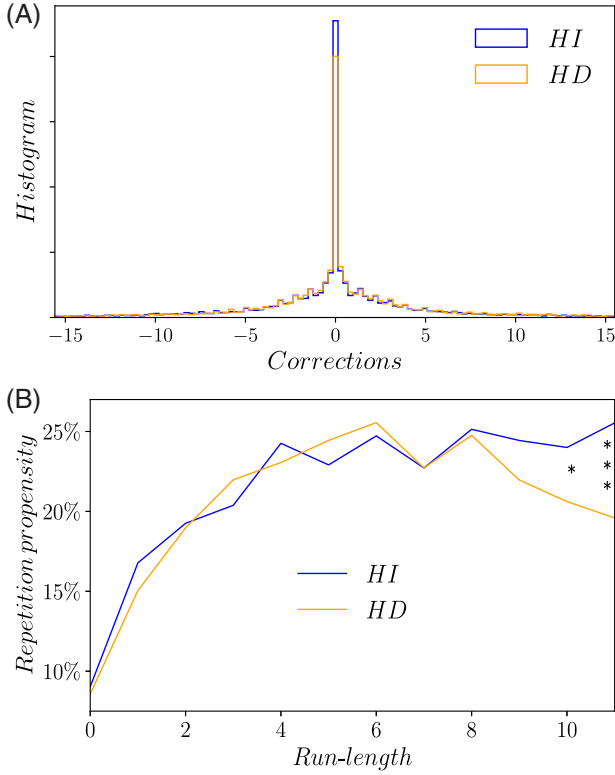 (A)
HI
HD
Histogram
−15 −10 −5 0 5 10 15
Corrections
(B)
25%
20%
15%
10%
Repetition propensity
*
*
*
*
HI
HD
0 2 4 6 8 10
Run-length